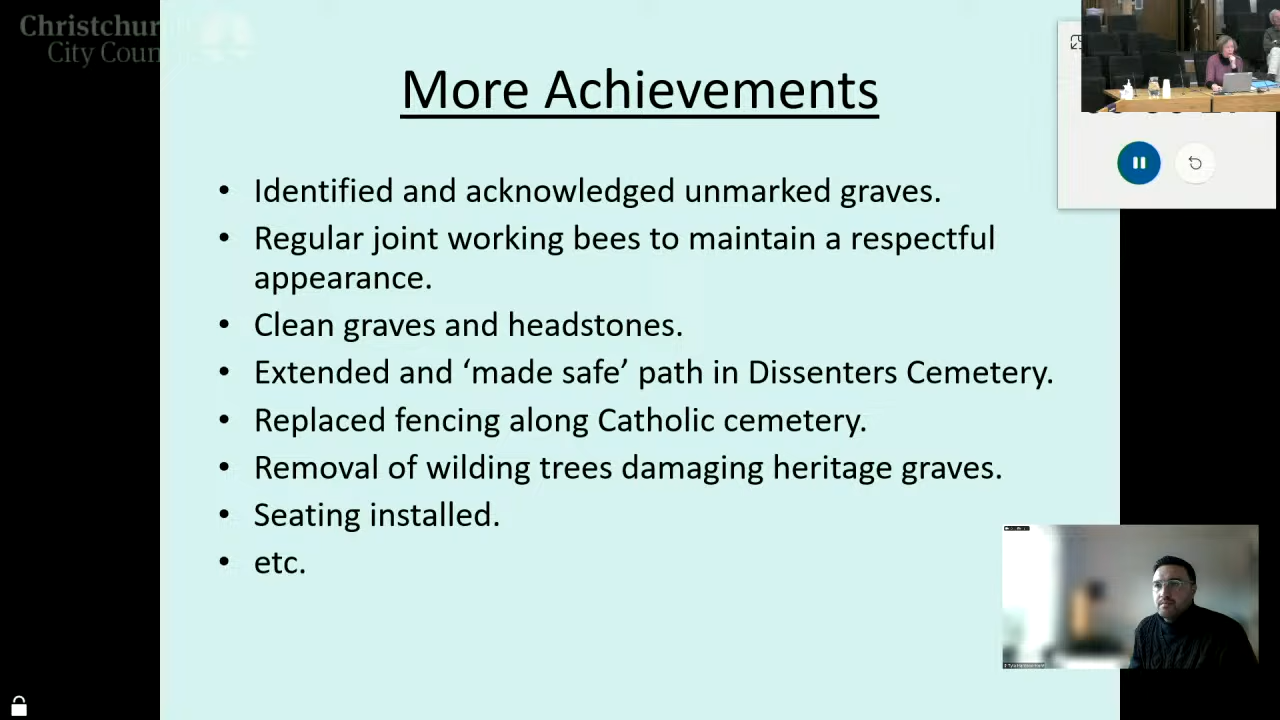 Christchurch
City Council
More Achievements
• Identified and acknowledged unmarked graves.
• Regular joint working bees to maintain a respectful
appearance.
• Clean graves and headstones.
• Extended and ‘made safe’ path in Dissenters Cemetery.
• Replaced fencing along Catholic cemetery.
• Removal of wilding trees damaging heritage graves.
• Seating installed.
• etc.